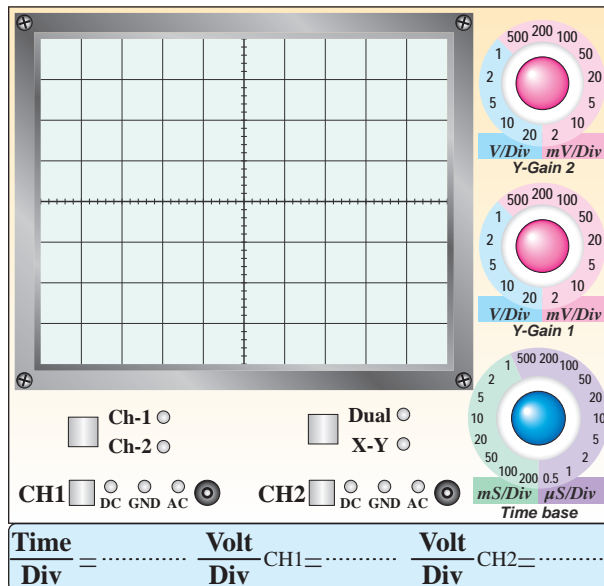 500 200 100
1 50
2 20
5 10
10 2
20
V/Div mV/Div
Y-Gain 2
500 200 100
1 50
2 20
5 5
10 10
20 2
V/Div mV/Div
Y-Gain 1
500 200 100
1 50
2 20
5 10
10 5
20 2
50 1
100 0.5
200
mS/Div µS/Div
Time base
Ch-1
Ch-2
Dual
X-Y
CH1 DC GND AC
CH2 DC GND AC
Time/Div = ............ Volt/Div CH1= ............ Volt/Div CH2= ............